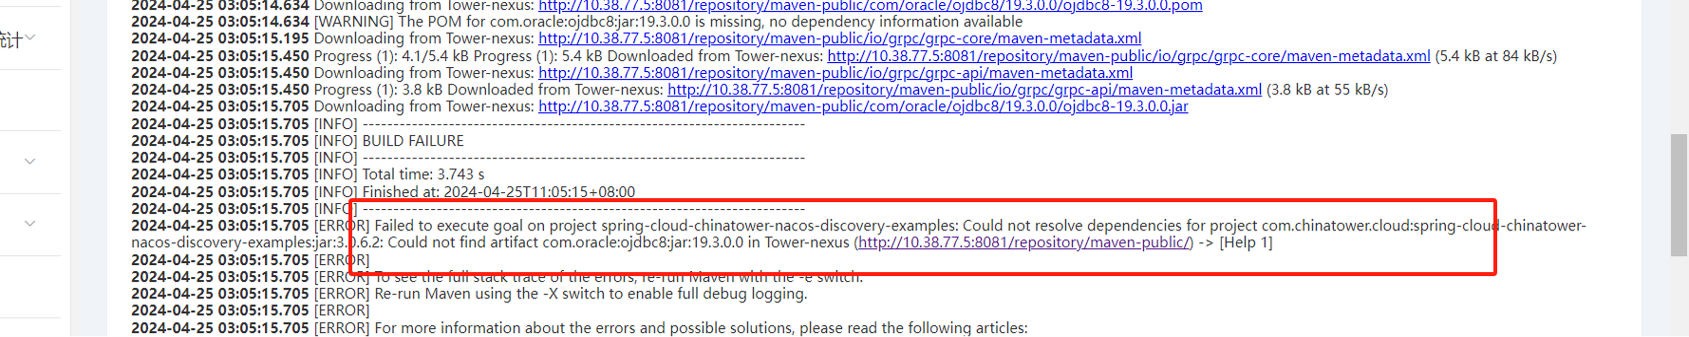 2024-04-25 03:05:14.634 Downloading from Tower-nexus: http://10.38.77.5:8081/repository/maven-public/com/oracle/ojdbc8/19.3.0.0/ojdbc8-19.3.0.0.pom
2024-04-25 03:05:14.634 [WARNING] The POM for com.oracle:ojdbc8:jar:19.3.0.0 is missing, no dependency information available
统计
2024-04-25 03:05:15.195 Downloading from Tower-nexus: http://10.38.77.5:8081/repository/maven-public/io/grpc/grpc-core/maven-metadata.xml
2024-04-25 03:05:15.450 Progress (1): 4.1/5.4 kB Progress (1): 5.4 kB Downloaded from Tower-nexus: http://10.38.77.5:8081/repository/maven-public/io/grpc/grpc-core/maven-metadata.xml (5.4 kB at 84 kB/s)
2024-04-25 03:05:15.450 Downloading from Tower-nexus: http://10.38.77.5:8081/repository/maven-public/io/grpc/grpc-api/maven-metadata.xml
2024-04-25 03:05:15.450 Progress (1): 3.8 kB Downloaded from Tower-nexus: http://10.38.77.5:8081/repository/maven-public/io/grpc/grpc-api/maven-metadata.xml (3.8 kB at 55 kB/s)
2024-04-25 03:05:15.705 Downloading from Tower-nexus: http://10.38.77.5:8081/repository/maven-public/com/oracle/ojdbc8/19.3.0.0/ojdbc8-19.3.0.0.jar
2024-04-25 03:05:15.705 [INFO] ------------------------------------------------------------------------
2024-04-25 03:05:15.705 [INFO] BUILD FAILURE
2024-04-25 03:05:15.705 [INFO] ------------------------------------------------------------------------
2024-04-25 03:05:15.705 [INFO] Total time: 3.743 s
2024-04-25 03:05:15.705 [INFO] Finished at: 2024-04-25T11:05:15+08:00
2024-04-25 03:05:15.705 [INFO] ------------------------------------------------------------------------
2024-04-25 03:05:15.705 [ERROR] Failed to execute goal on project spring-cloud-chinatower-nacos-discovery-examples: Could not resolve dependencies for project com.chinatower.cloud:spring-cloud-chinatower-
nacos-discovery-examples:jar:3.0.6.2: Could not find artifact com.oracle:ojdbc8:jar:19.3.0.0 in Tower-nexus (http://10.38.77.5:8081/repository/maven-public/) -> [Help 1]
2024-04-25 03:05:15.705 [ERROR]
2024-04-25 03:05:15.705 [ERROR] To see the full stack trace of the errors, re-run Maven with the -e switch.
2024-04-25 03:05:15.705 [ERROR] Re-run Maven using the -X switch to enable full debug logging.
2024-04-25 03:05:15.705 [ERROR]
2024-04-25 03:05:15.705 [ERROR] For more information about the errors and possible solutions, please read the following articles: